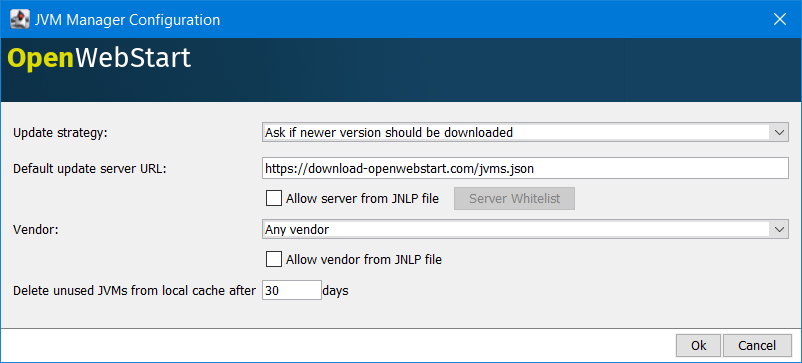 JVM Manager Configuration
OpenWebStart
Update strategy: Ask if newer version should be downloaded
Default update server URL: https://download-openwebstart.com/jvms.json
Allow server from JNLP file Server Whitelist
Vendor: Any vendor
Allow vendor from JNLP file
Delete unused JVMs from local cache after 30 days
Ok Cancel